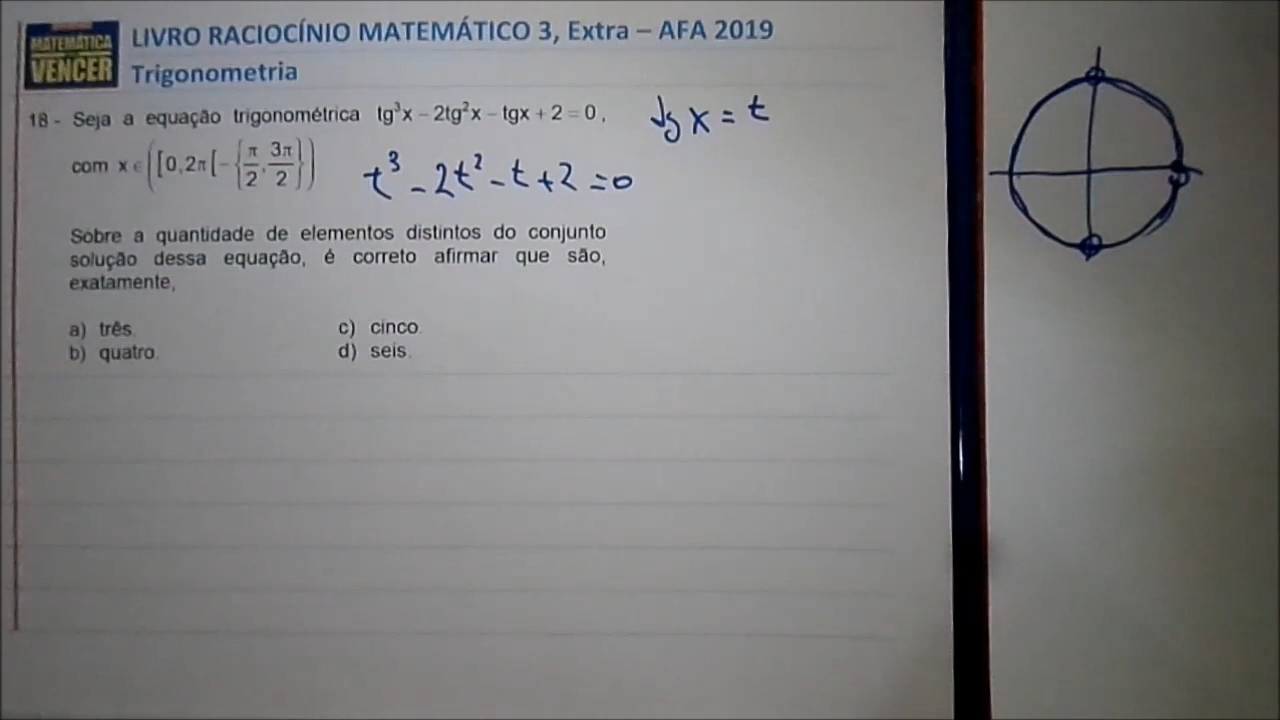 MATEMÁTICA
VENCER
LIVRO RACIOCÍNIO MATEMÁTICO 3, Extra – AFA 2019
Trigonometria
18 - Seja a equação trigonométrica tg³x – 2tg²x – tgx + 2 = 0,
com x ∈ ([0, 2π[ – {π/2, 3π/2})
tg x = t
t³ - 2t² - t + 2 = 0
Sobre a quantidade de elementos distintos do conjunto
solução dessa equação, é correto afirmar que são,
exatamente,
a) três.
b) quatro.
c) cinco.
d) seis.